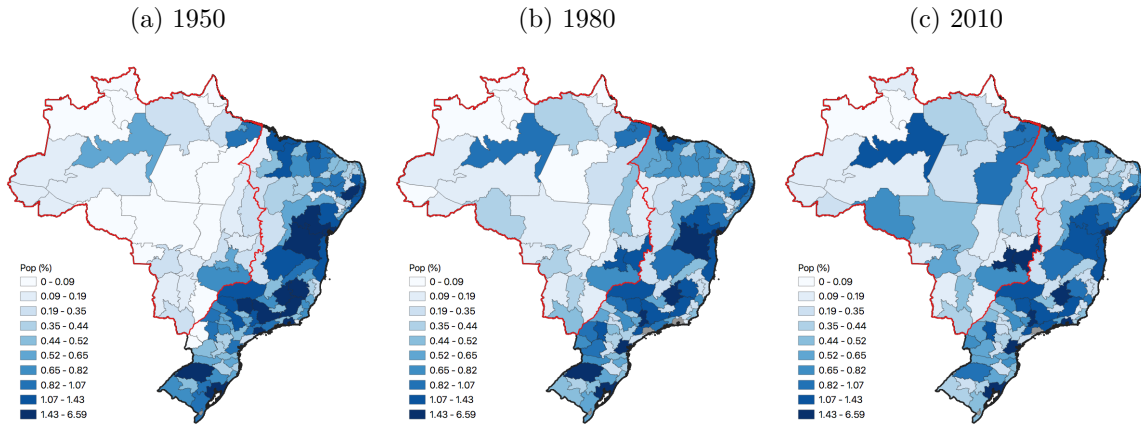 (a) 1950
(b) 1980
(c) 2010
Pop (%)
0 - 0.09
0.09 - 0.19
0.19 - 0.35
0.35 - 0.44
0.44 - 0.52
0.52 - 0.65
0.65 - 0.82
0.82 - 1.07
1.07 - 1.43
1.43 - 6.59
Pop (%)
0 - 0.09
0.09 - 0.19
0.19 - 0.35
0.35 - 0.44
0.44 - 0.52
0.52 - 0.65
0.65 - 0.82
0.82 - 1.07
1.07 - 1.43
1.43 - 6.59
Pop (%)
0 - 0.09
0.09 - 0.19
0.19 - 0.35
0.35 - 0.44
0.44 - 0.52
0.52 - 0.65
0.65 - 0.82
0.82 - 1.07
1.07 - 1.43
1.43 - 6.59